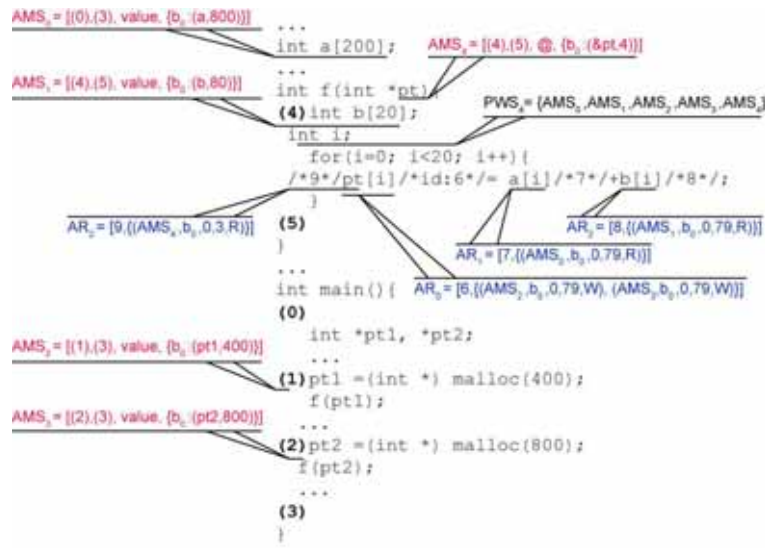 AMS₀ = [(0),(3), value, {b₀:(a,800)}]
...
int a[200];
AMS₄ = [(4),(5), @, {b₀:(&pt,4)}]
...
AMS₁ = [(4),(5), value, {b₀:(b,80)}]
int f(int *pt){
(4) int b[20];
PWS₄ = {AMS₀,AMS₁,AMS₂,AMS₃,AMS₄}
int i;
for(i=0; i<20; i++){
/*9*/pt[i]/*id:6*/= a[i]/*7*/+b[i]/*8*/;
}
AR₃ = [9,{(AMS₄,b₀,0,3,R)}]
(5)
AR₂ = [8,{(AMS₁,b₀,0,79,R)}]
}
AR₁ = [7,{(AMS₀,b₀,0,79,R)}]
...
int main(){
AR₀ = [6,{(AMS₂,b₀,0,79,W), (AMS₃,b₀,0,79,W)}]
(0)
int *pt1, *pt2;
AMS₂ = [(1),(3), value, {b₀:(pt1,400)}]
...
(1) pt1 =(int *) malloc(400);
f(pt1);
AMS₃ = [(2),(3), value, {b₀:(pt2,800)}]
...
(2) pt2 =(int *) malloc(800);
f(pt2);
...
(3)
}